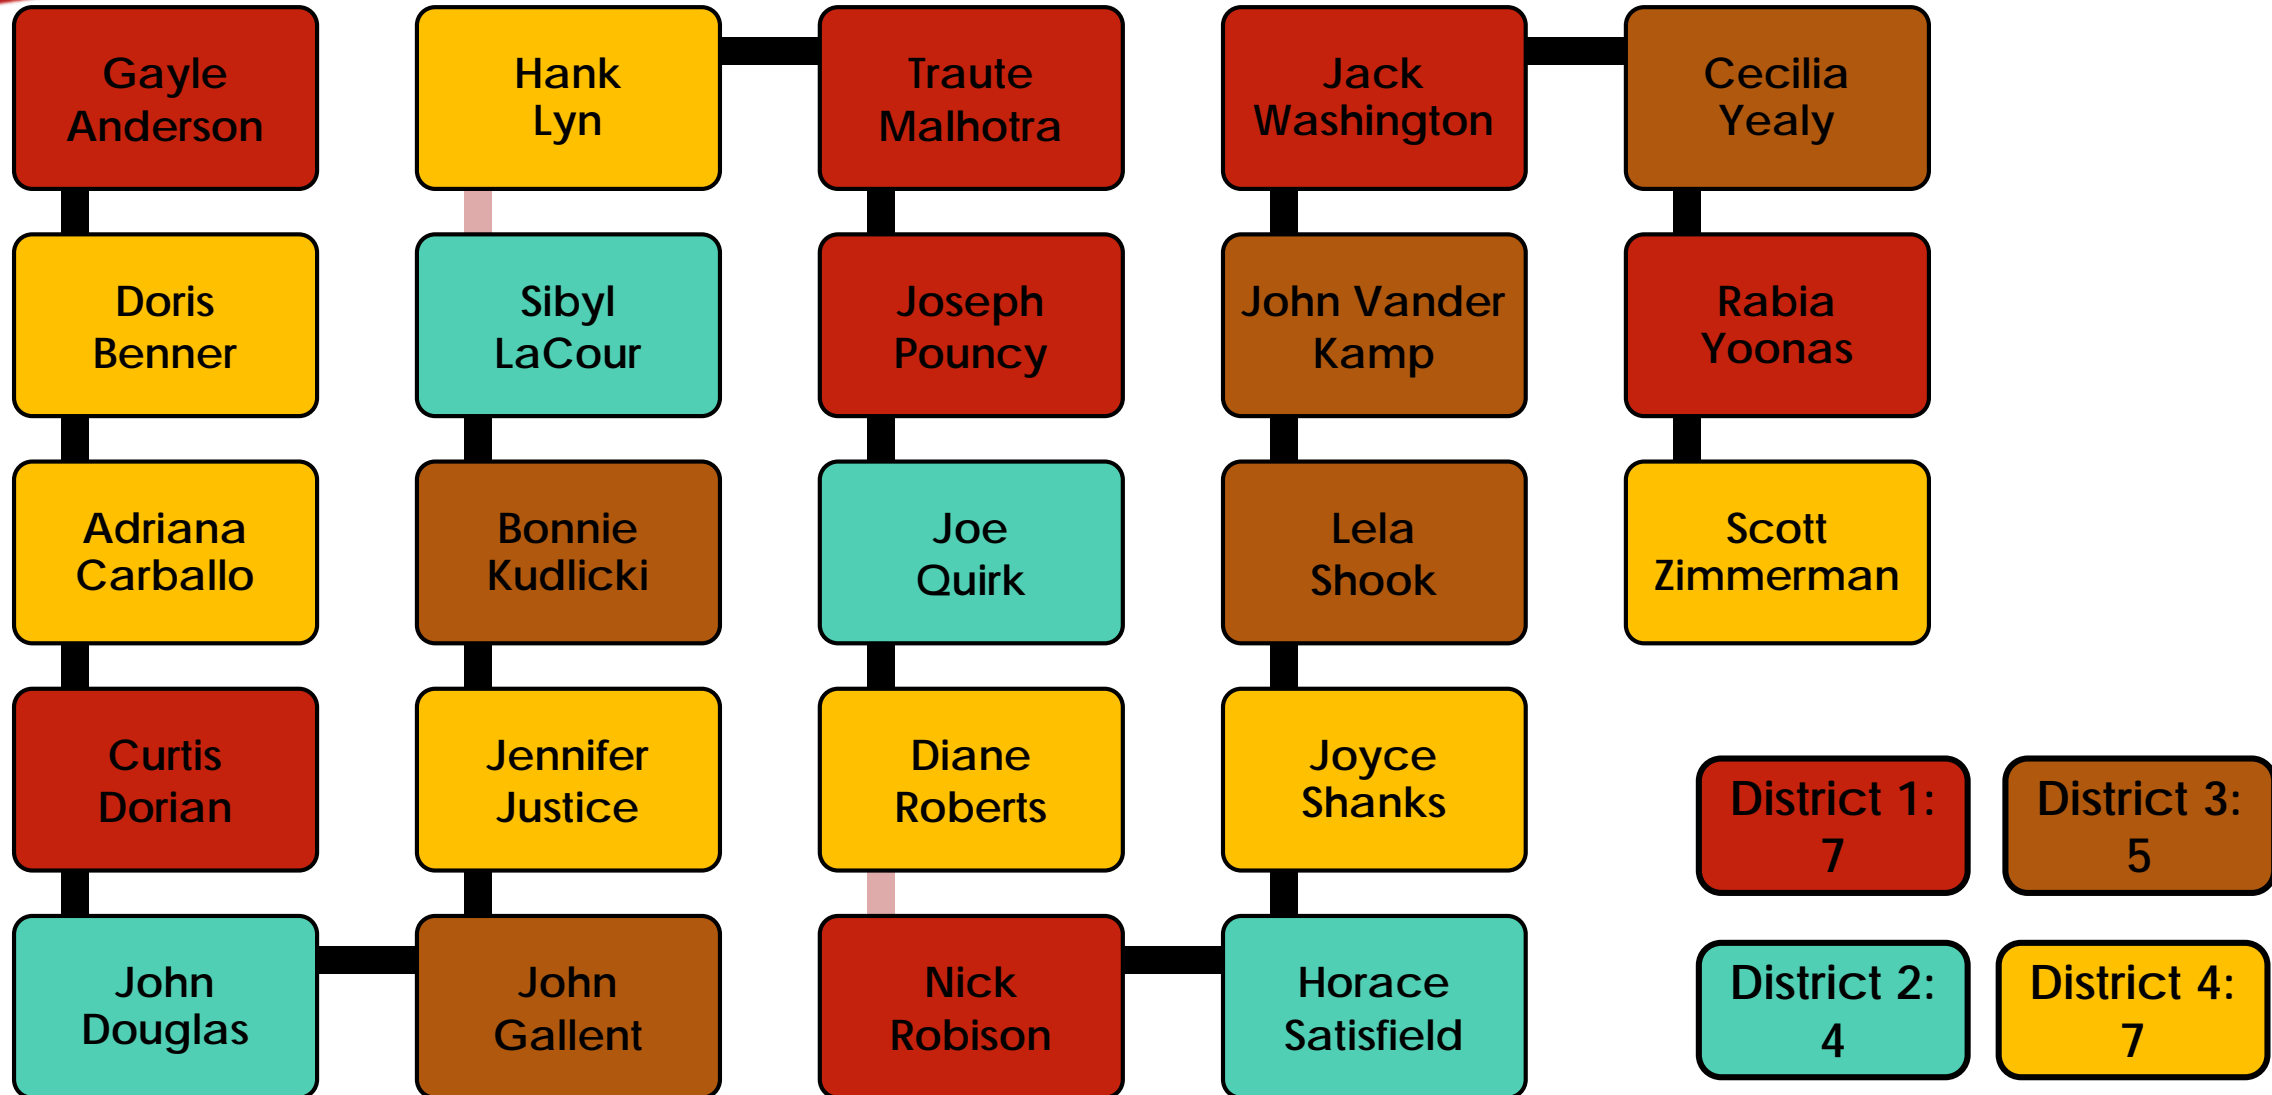 Gayle
Anderson
Doris
Benner
Adriana
Carballo
Curtis
Dorian
John
Douglas
Hank
Lyn
Sibyl
LaCour
Bonnie
Kudlicki
Jennifer
Justice
John
Gallent
Traute
Malhotra
Joseph
Pouncy
Joe
Quirk
Diane
Roberts
Nick
Robison
Jack
Washington
John Vander
Kamp
Lela
Shook
Joyce
Shanks
Horace
Satisfield
Cecilia
Yealy
Rabia
Yoonas
Scott
Zimmerman
District 1:
7
District 3:
5
District 2:
4
District 4:
7